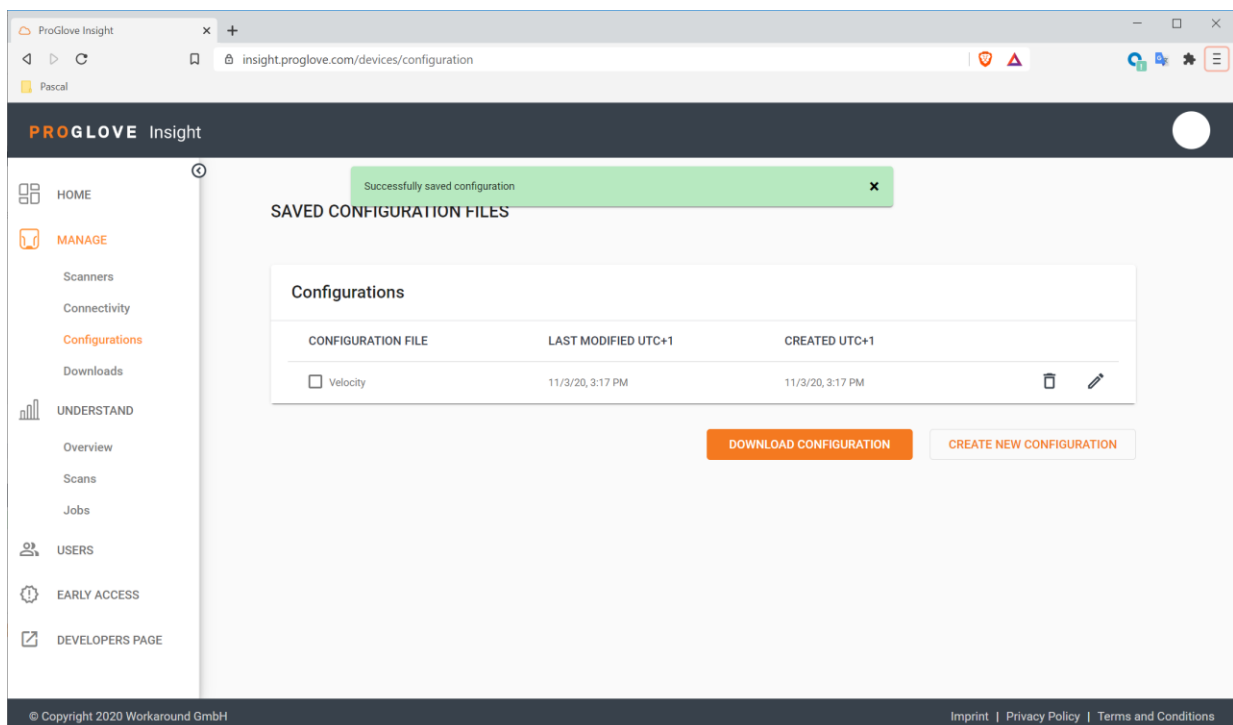 ProGlove Insight
insight.proglove.com/devices/configuration
1
Pascal
PROGLOVE Insight
Successfully saved configuration
HOME
MANAGE
Scanners
Connectivity
Configurations
Downloads
UNDERSTAND
Overview
Scans
Jobs
USERS
EARLY ACCESS
DEVELOPERS PAGE
SAVED CONFIGURATION FILES
Configurations
CONFIGURATION FILE LAST MODIFIED UTC+1 CREATED UTC+1
Velocity 11/3/20, 3:17 PM 11/3/20, 3:17 PM
DOWNLOAD CONFIGURATION CREATE NEW CONFIGURATION
© Copyright 2020 Workaround GmbH Imprint | Privacy Policy | Terms and Conditions